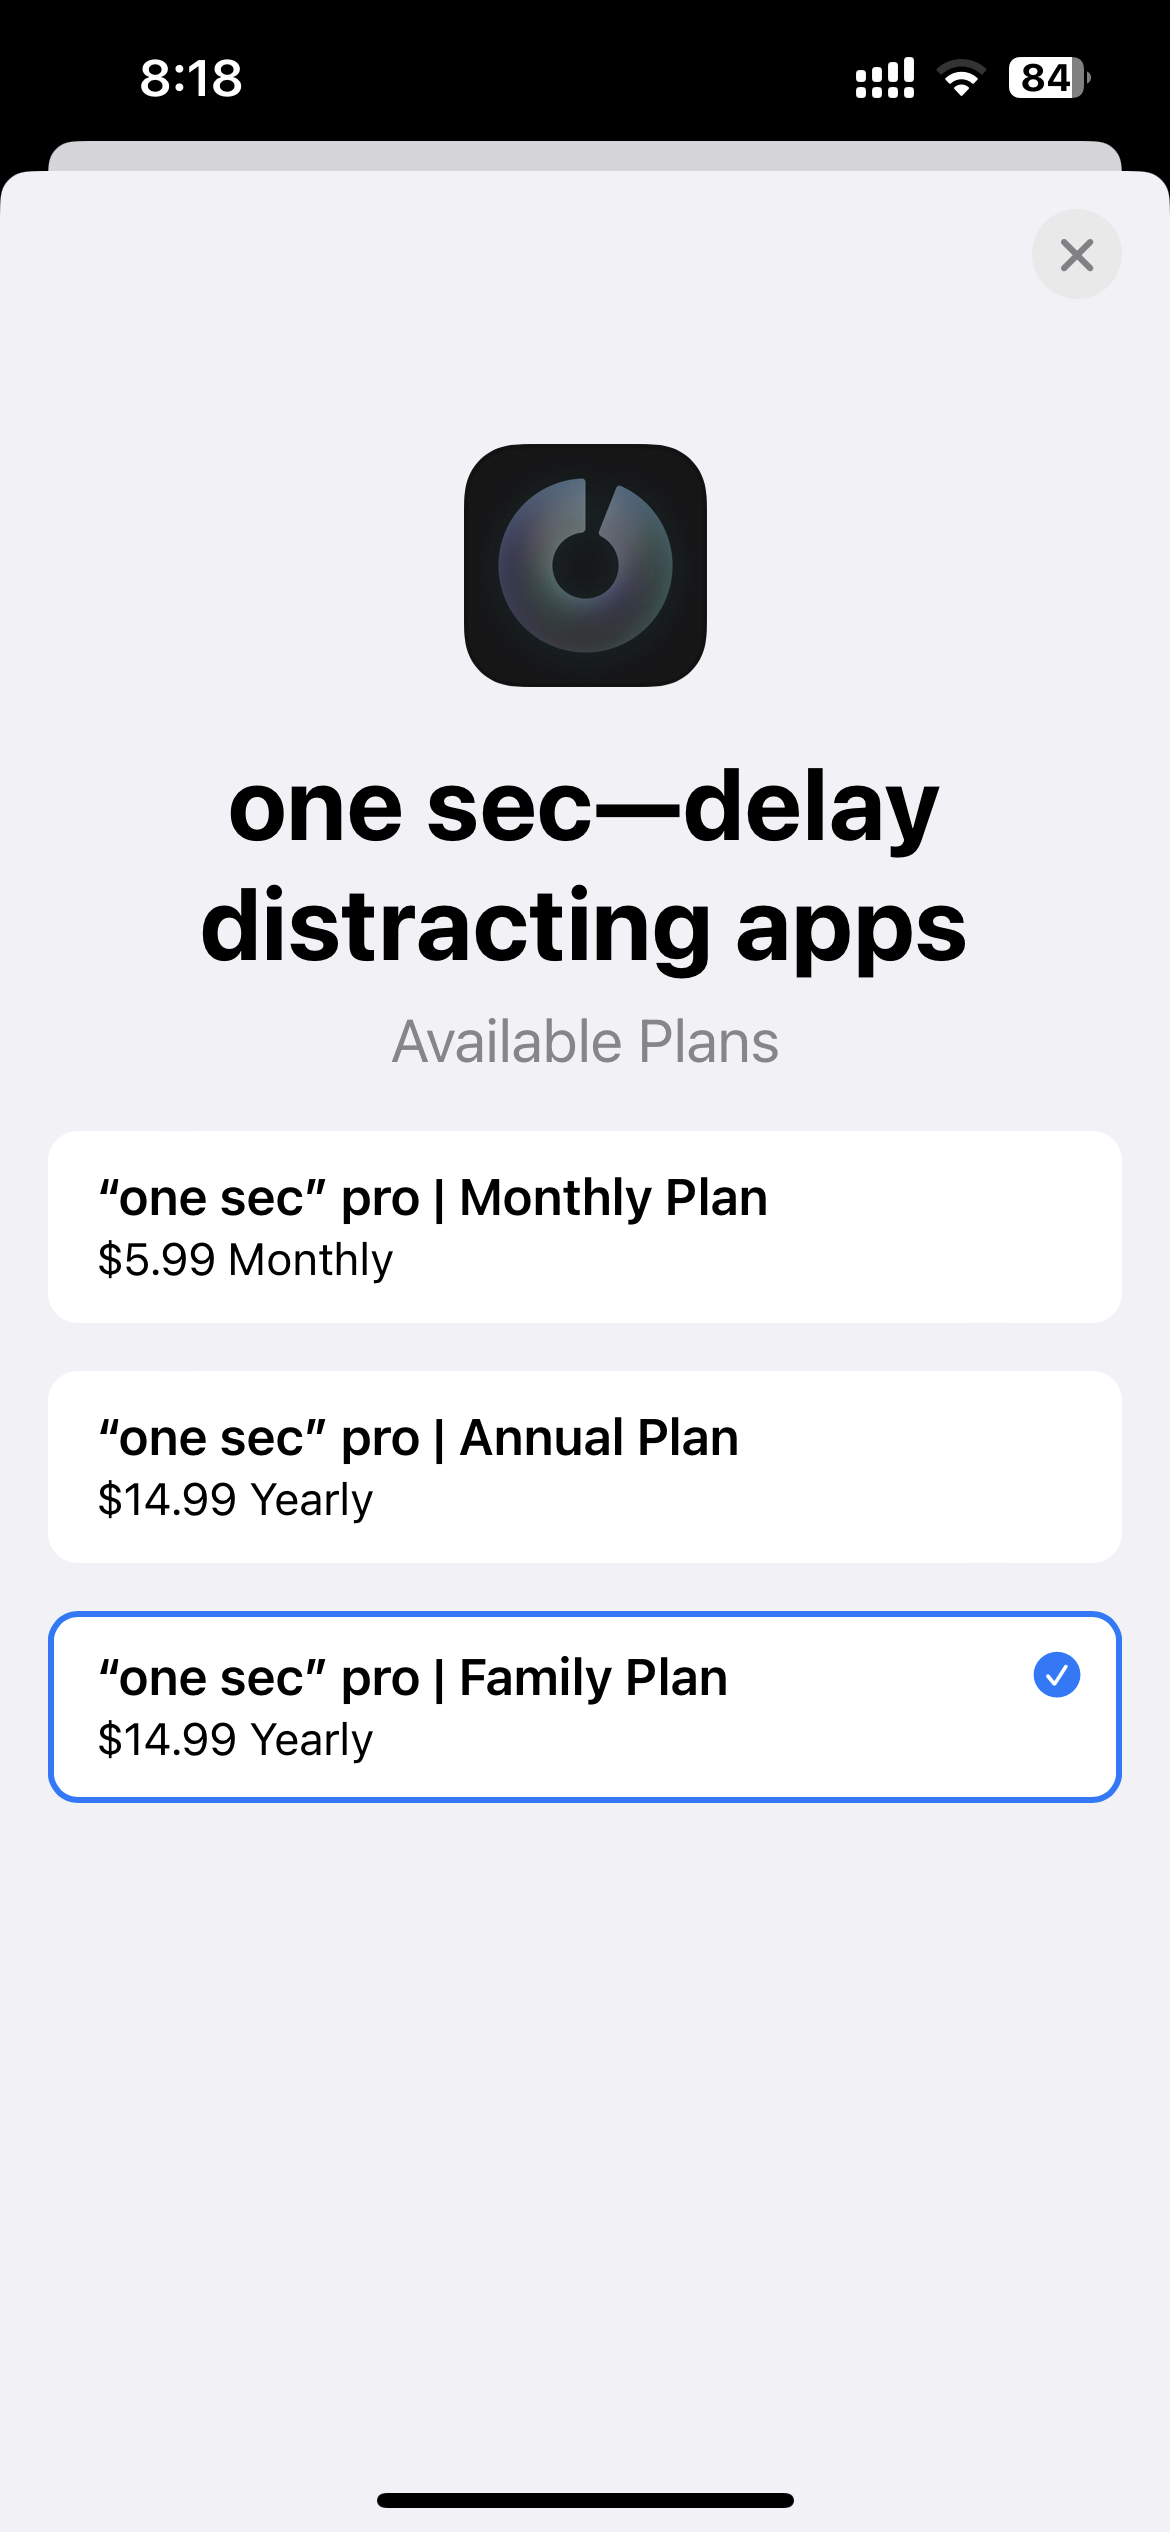 8:18
84
one sec—delay
distracting apps
Available Plans
“one sec” pro | Monthly Plan
$5.99 Monthly
“one sec” pro | Annual Plan
$14.99 Yearly
“one sec” pro | Family Plan
$14.99 Yearly